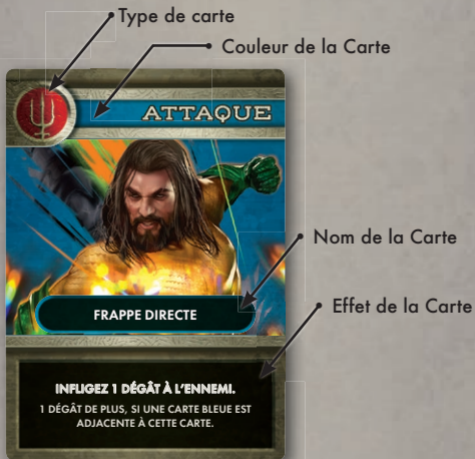 Type de carte
Couleur de la Carte
ATTAQUE
Nom de la Carte
FRAPPE DIRECTE
Effet de la Carte
INFLIGEZ 1 DÉGÂT À L'ENNEMI.
1 DÉGÂT DE PLUS, SI UNE CARTE BLEUE EST
ADJACENTE À CETTE CARTE.